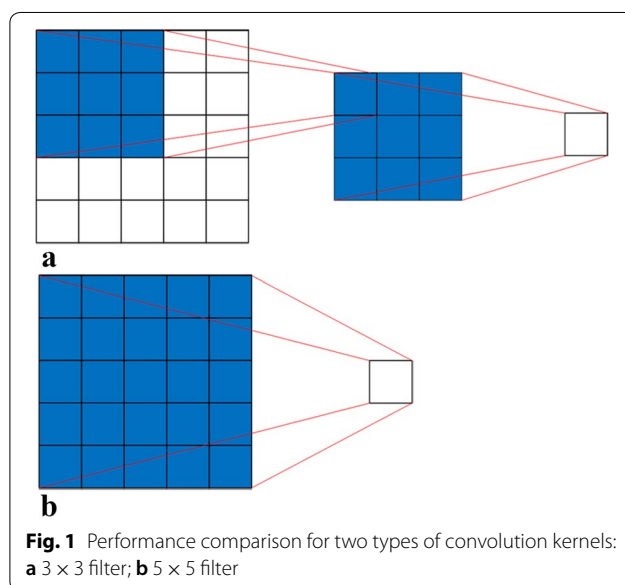 a
b
Fig. 1 Performance comparison for two types of convolution kernels:
a 3 × 3 filter; b 5 × 5 filter